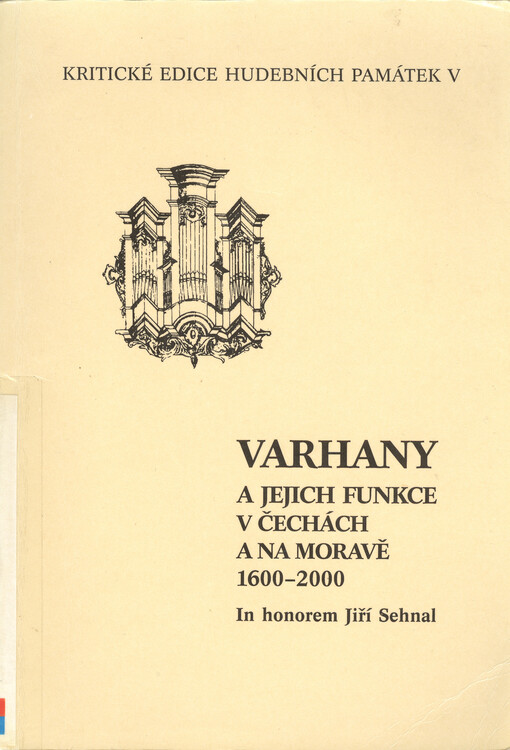 KRITICKÉ EDICE HUDEBNÍCH PAMÁTEK V
VARHANY
A JEJICH FUNKCE
V ČECHÁCH
A NA MORAVĚ
1600–2000
In honorem Jiří Sehnal